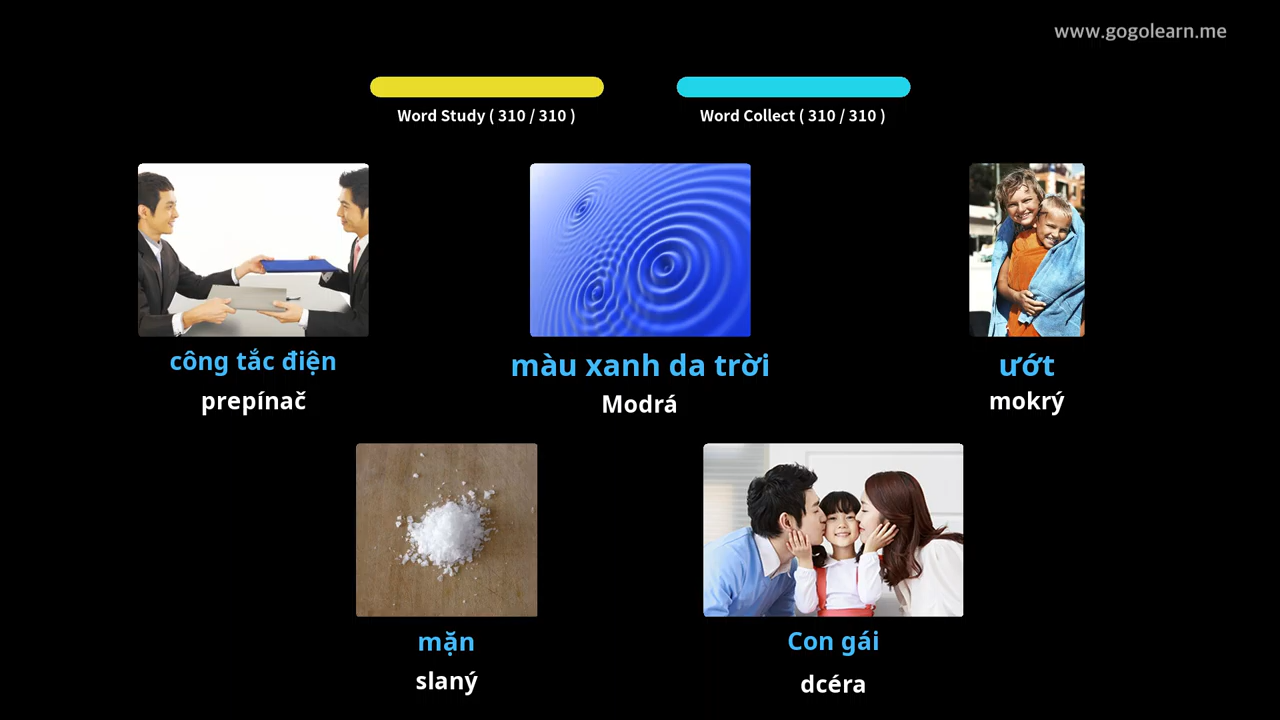 www.gogolearn.me
Word Study ( 310 / 310 )
Word Collect ( 310 / 310 )
công tắc điện
prepínač
màu xanh da trời
Modrá
ướt
mokrý
mặn
slaný
Con gái
dcéra